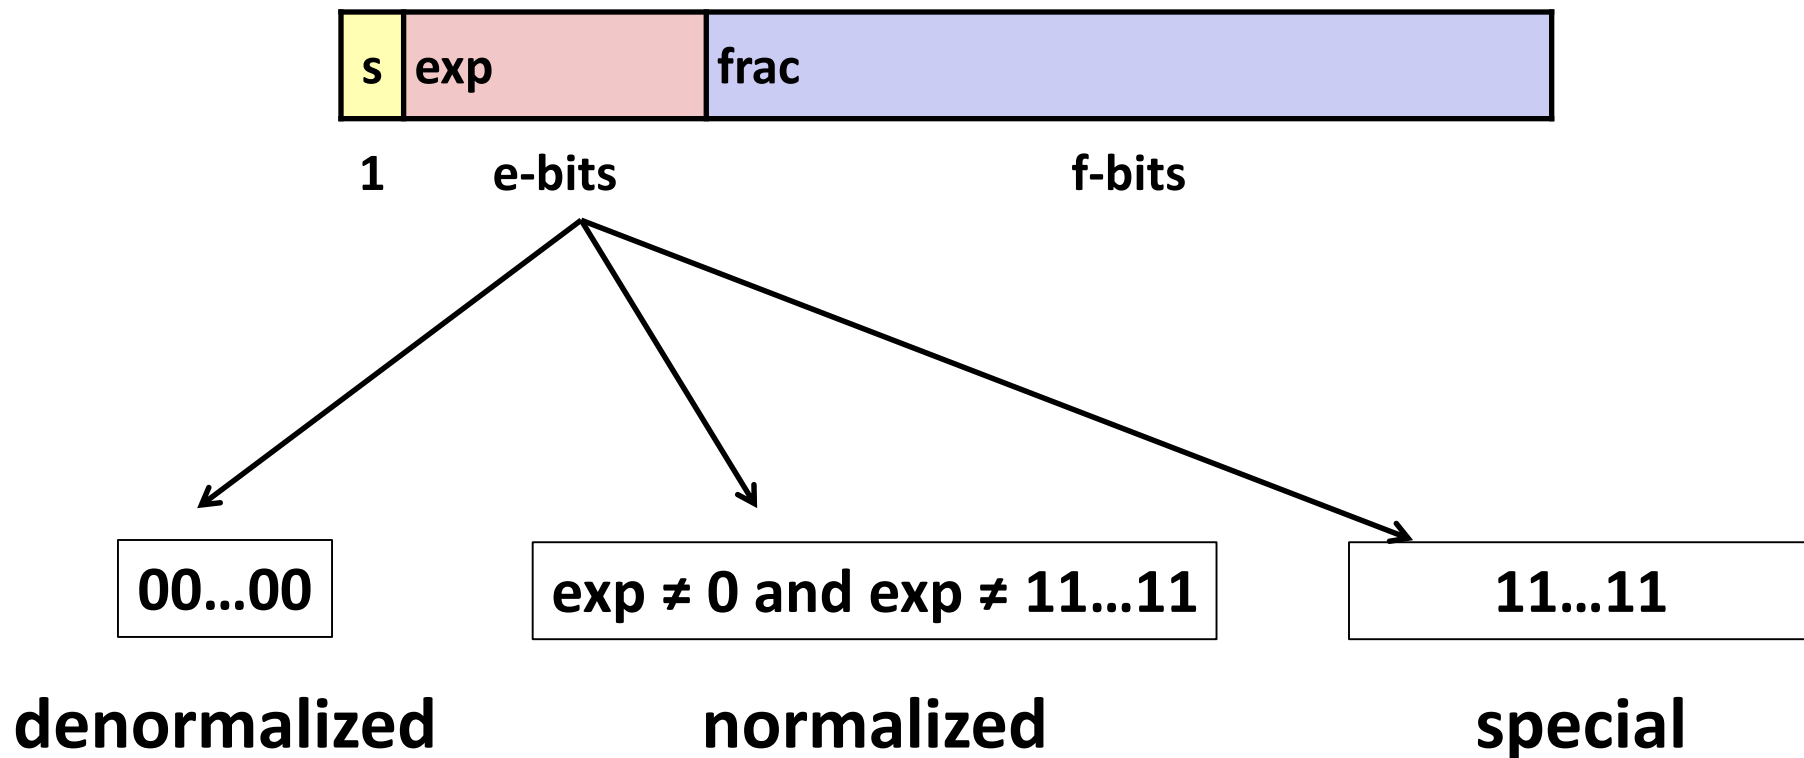 s exp frac
1 e-bits f-bits
00...00 exp ≠ 0 and exp ≠ 11...11 11...11
denormalized normalized special